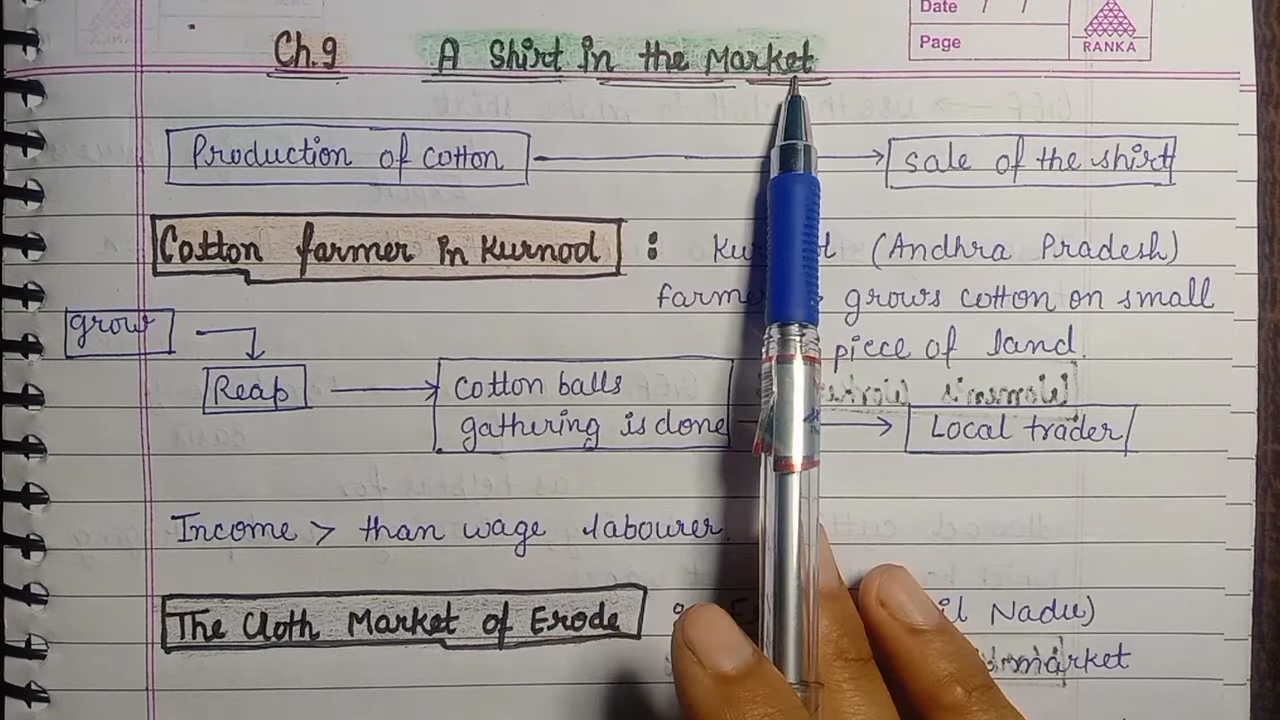 Date / /
Page
RANKA
Ch.9 A Shirt in the Market
Production of cotton → sale of the shirt
Cotton farmer in Kurnod : (Andhra Pradesh)
grows cotton on small
grow
piece of land.
Reap → cotton balls
gathering is done → Local trader
Income > than wage labourer.
The Cloth Market of Erode : Nadu)
market